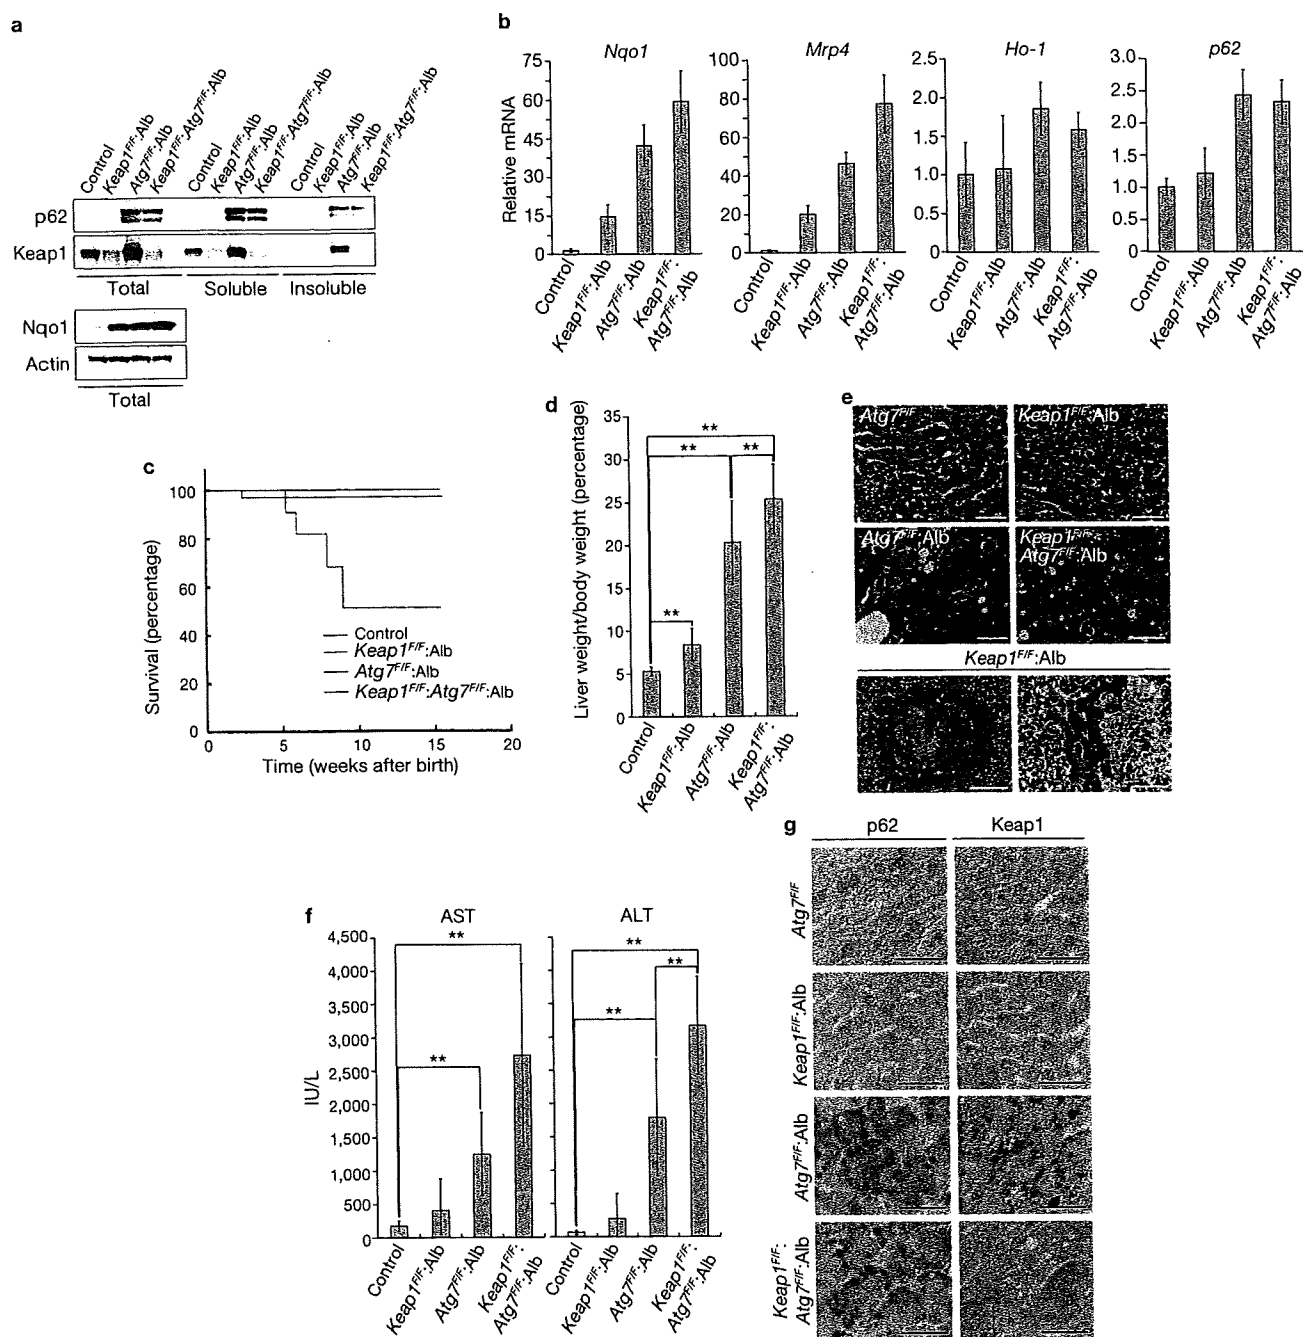 a
Control
Keap1F/F:Alb
Atg7F/F:Alb
Keap1F/F:Atg7F/F:Alb
Control
Keap1F/F:Alb
Atg7F/F:Alb
Keap1F/F:Atg7F/F:Alb
Control
Keap1F/F:Alb
Atg7F/F:Alb
Keap1F/F:Atg7F/F:Alb
p62
Keap1
Total Soluble Insoluble
Nqo1
Actin
Total
b
Relative mRNA
Nqo1
75
60
45
30
15
0
Control
Keap1F/F:Alb
Atg7F/F:Alb
Keap1F/F:
Atg7F/F:Alb
Mrp4
100
80
60
40
20
0
Control
Keap1F/F:Alb
Atg7F/F:Alb
Keap1F/F:
Atg7F/F:Alb
Ho-1
2.5
2.0
1.5
1.0
0.5
0
Control
Keap1F/F:Alb
Atg7F/F:Alb
Keap1F/F:
Atg7F/F:Alb
p62
3.0
2.5
2.0
1.5
1.0
0.5
0
Control
Keap1F/F:Alb
Atg7F/F:Alb
Keap1F/F:
Atg7F/F:Alb
c
Survival (percentage)
100
80
60
40
20
0
Control
Keap1F/F:Alb
Atg7F/F:Alb
Keap1F/F:Atg7F/F:Alb
0 5 10 15 20
Time (weeks after birth)
d
Liver weight/body weight (percentage)
35
30
25
20
15
10
5
0
**
** **
**
Control
Keap1F/F:Alb
Atg7F/F:Alb
Keap1F/F:
Atg7F/F:Alb
e
Atg7F/F
Keap1F/F:Alb
Atg7F/F:Alb
Keap1F/F:
Atg7F/F:Alb
Keap1F/F:Alb
f
IU/L
AST
4,500
4,000
3,500
3,000
2,500
2,000
1,500
1,000
500
0
**
**
Control
Keap1F/F:Alb
Atg7F/F:Alb
Keap1F/F:
Atg7F/F:Alb
ALT
**
**
**
Control
Keap1F/F:Alb
Atg7F/F:Alb
Keap1F/F:
Atg7F/F:Alb
g
p62 Keap1
Atg7F/F
Keap1F/F:Alb
Atg7F/F:Alb
Keap1F/F:
Atg7F/F:Alb